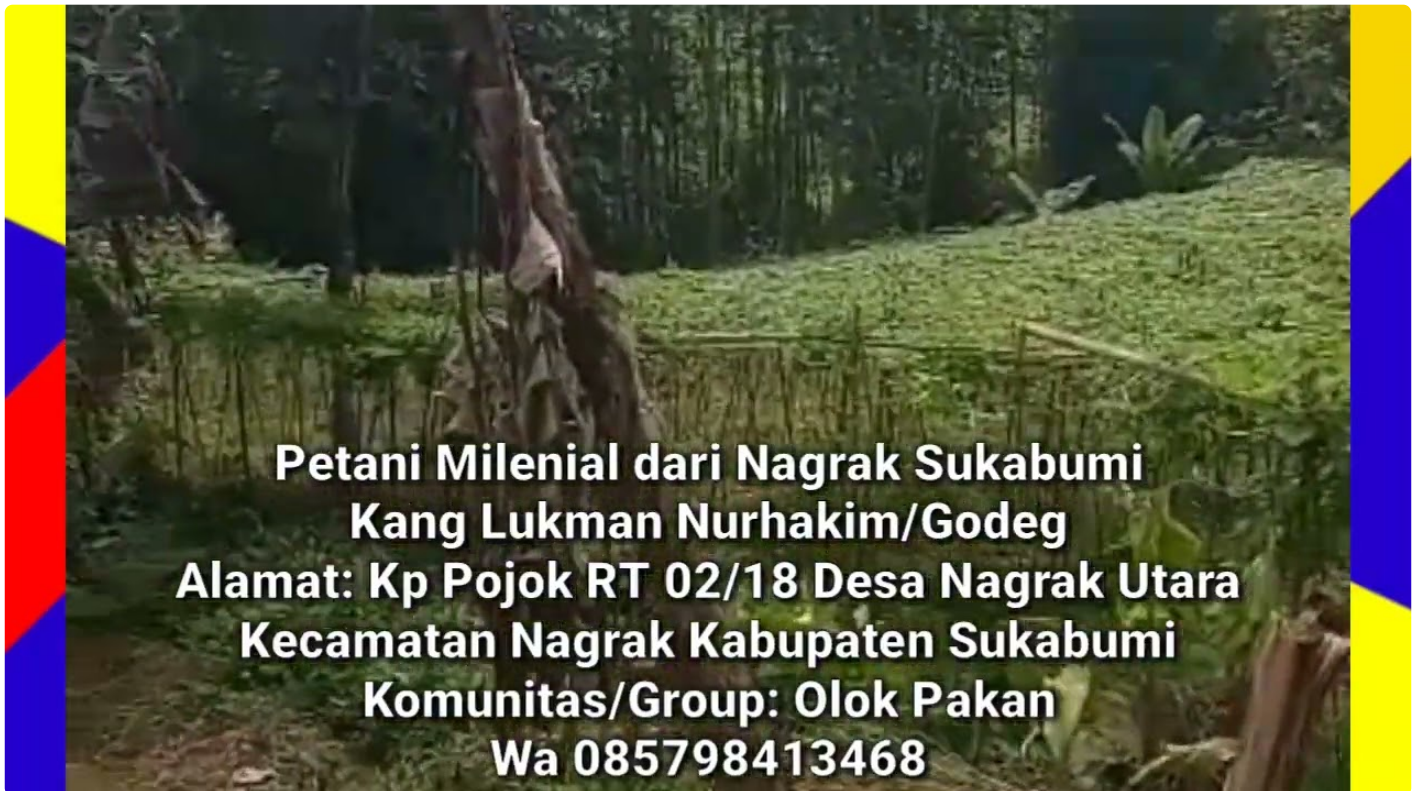 Petani Milenial dari Nagrak Sukabumi
Kang Lukman Nurhakim/Godeg
Alamat: Kp Pojok RT 02/18 Desa Nagrak Utara
Kecamatan Nagrak Kabupaten Sukabumi
Komunitas/Group: Olok Pakan
Wa 085798413468